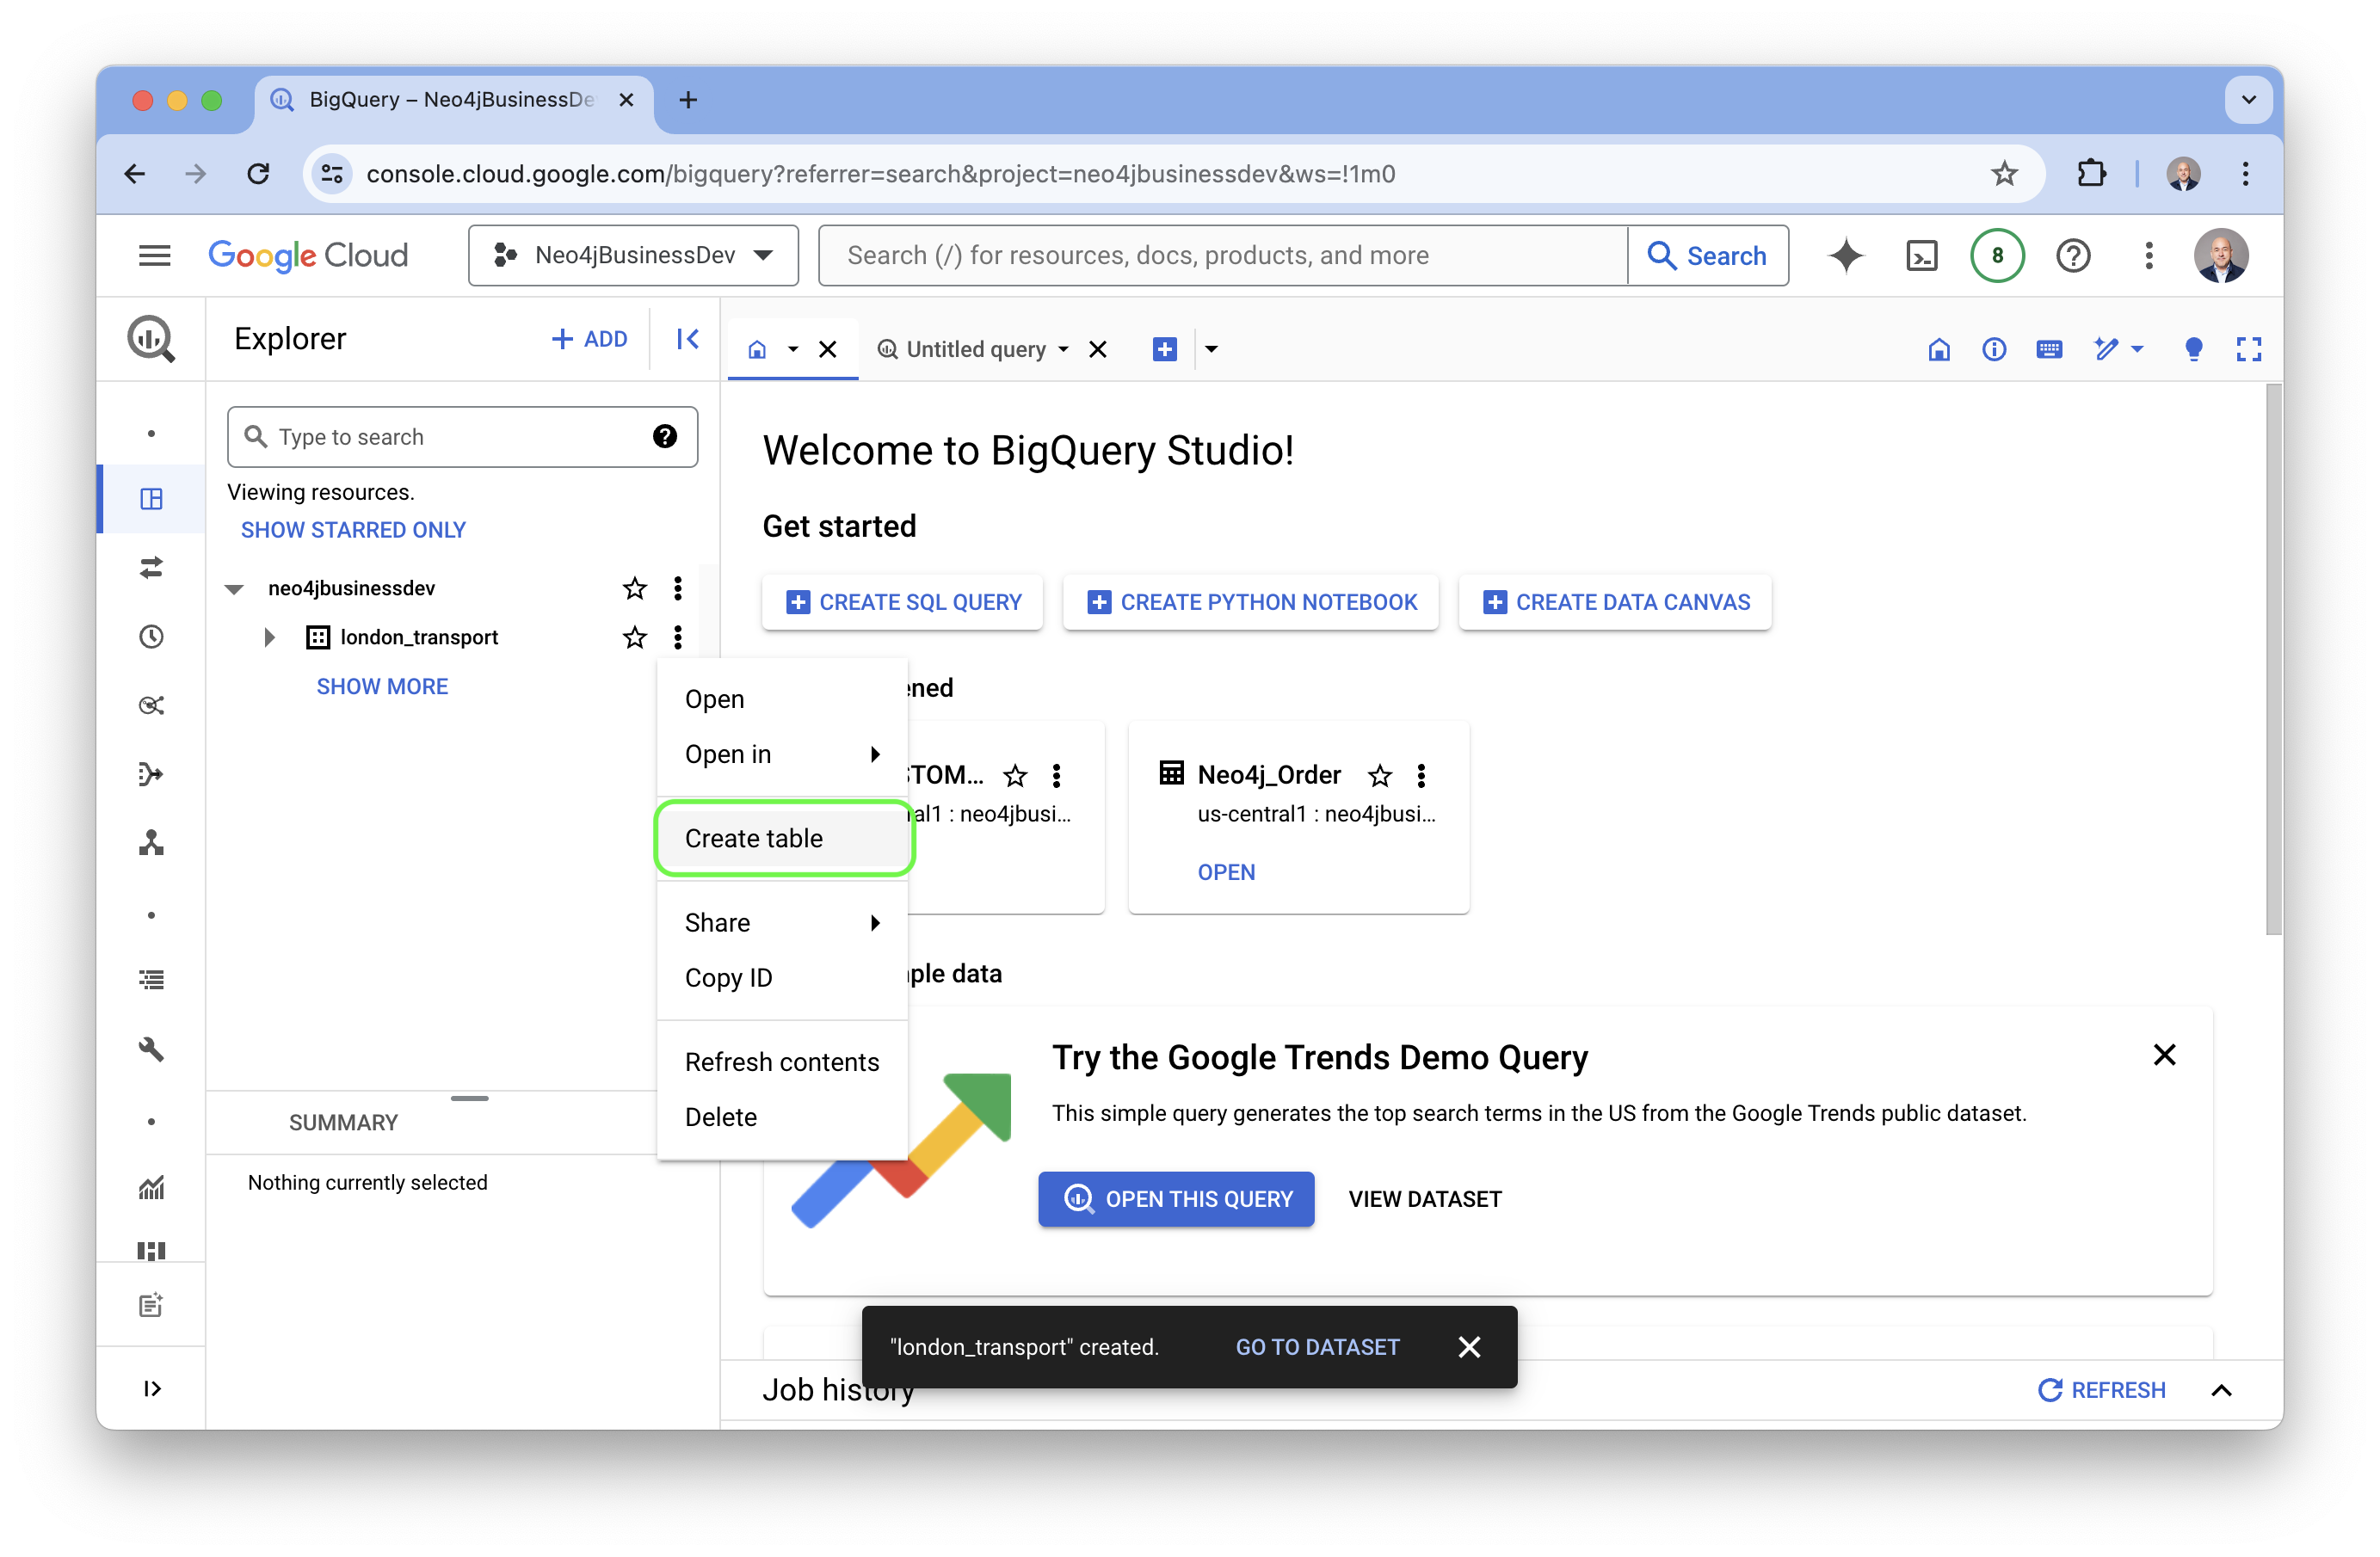 BigQuery – Neo4jBusinessDe
console.cloud.google.com/bigquery?referrer=search&project=neo4jbusinessdev&ws=!1m0
Google Cloud
Neo4jBusinessDev
Search (/) for resources, docs, products, and more
Search
8
Explorer
+ ADD
Untitled query
Type to search
Viewing resources.
SHOW STARRED ONLY
neo4jbusinessdev
london_transport
SHOW MORE
Open
Open in
Create table
Share
Copy ID
Refresh contents
Delete
SUMMARY
Nothing currently selected
Welcome to BigQuery Studio!
Get started
CREATE SQL QUERY
CREATE PYTHON NOTEBOOK
CREATE DATA CANVAS
ened
STOM...
al1 : neo4jbusi...
Neo4j_Order
us-central1 : neo4jbusi...
OPEN
ple data
Try the Google Trends Demo Query
This simple query generates the top search terms in the US from the Google Trends public dataset.
OPEN THIS QUERY
VIEW DATASET
"london_transport" created.
GO TO DATASET
Job history
REFRESH